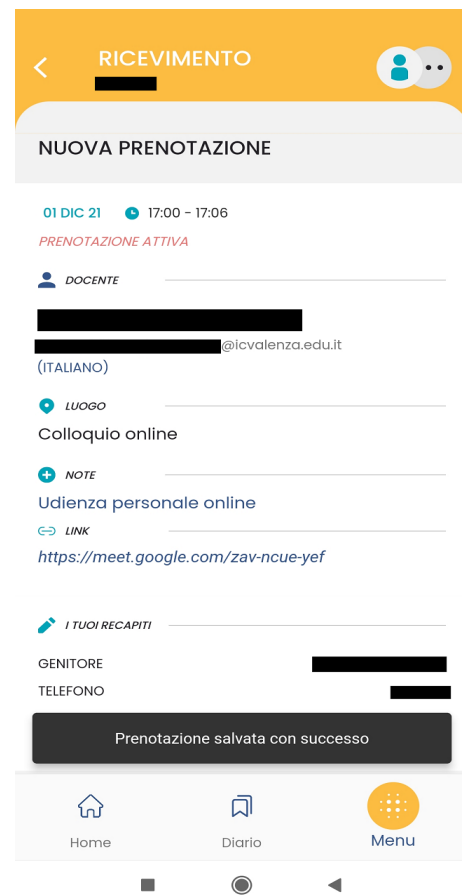 RICEVIMENTO
NUOVA PRENOTAZIONE
01 DIC 21 17:00 - 17:06
PRENOTAZIONE ATTIVA
DOCENTE
@icvalenza.edu.it
(ITALIANO)
LUOGO
Colloquio online
NOTE
Udienza personale online
LINK
https://meet.google.com/zav-ncue-yef
I TUOI RECAPITI
GENITORE
TELEFONO
Prenotazione salvata con successo
Home Diario Menu